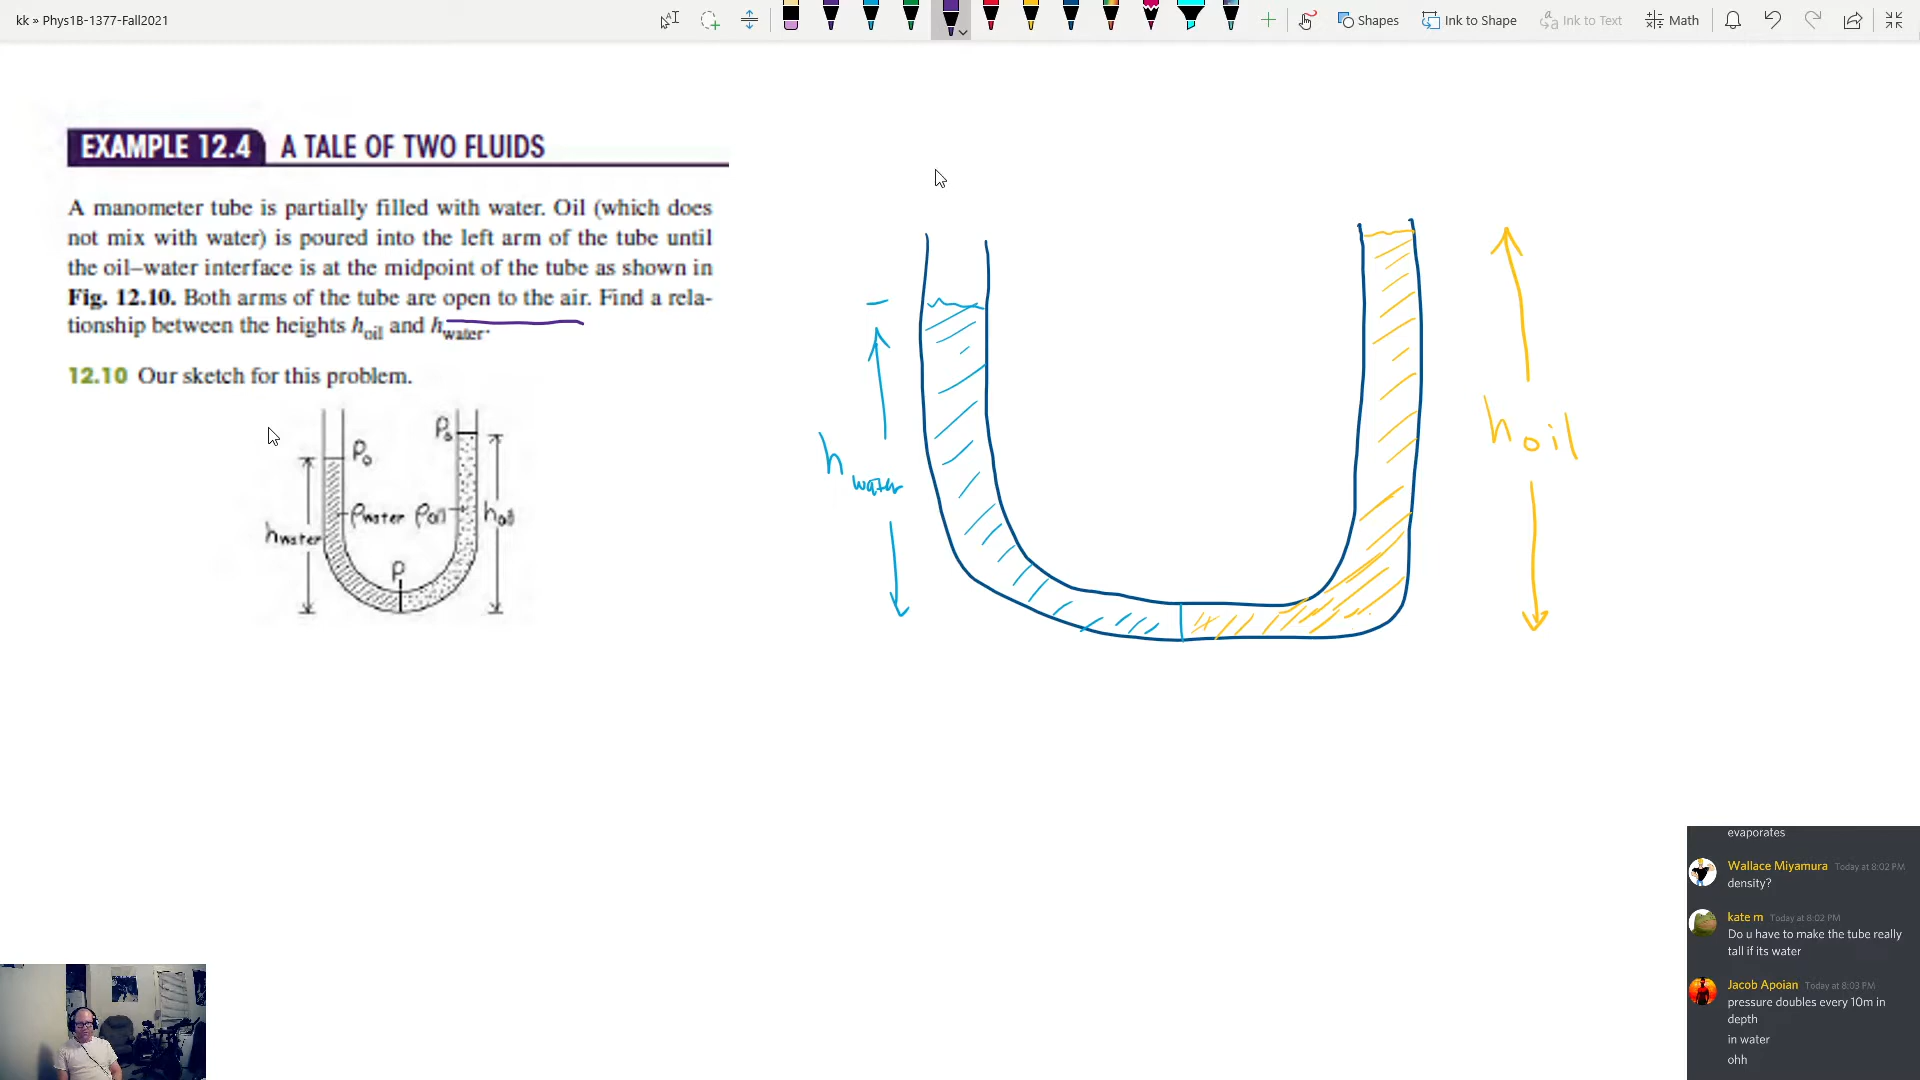 kk » Phys1B-1377-Fall2021
Shapes
Ink to Shape
Ink to Text
Math
EXAMPLE 12.4 A TALE OF TWO FLUIDS
A manometer tube is partially filled with water. Oil (which does
not mix with water) is poured into the left arm of the tube until
the oil–water interface is at the midpoint of the tube as shown in
Fig. 12.10. Both arms of the tube are open to the air. Find a rela-
tionship between the heights h oil and h water.
12.10 Our sketch for this problem.
P₀
P₀
ρwater ρoil
hoil
hwater
P
h water
h oil
evaporates
Wallace Miyamura Today at 8:02 PM
density?
kate m Today at 8:02 PM
Do u have to make the tube really
tall if its water
Jacob Apoian Today at 8:03 PM
pressure doubles every 10m in
depth
in water
ohh